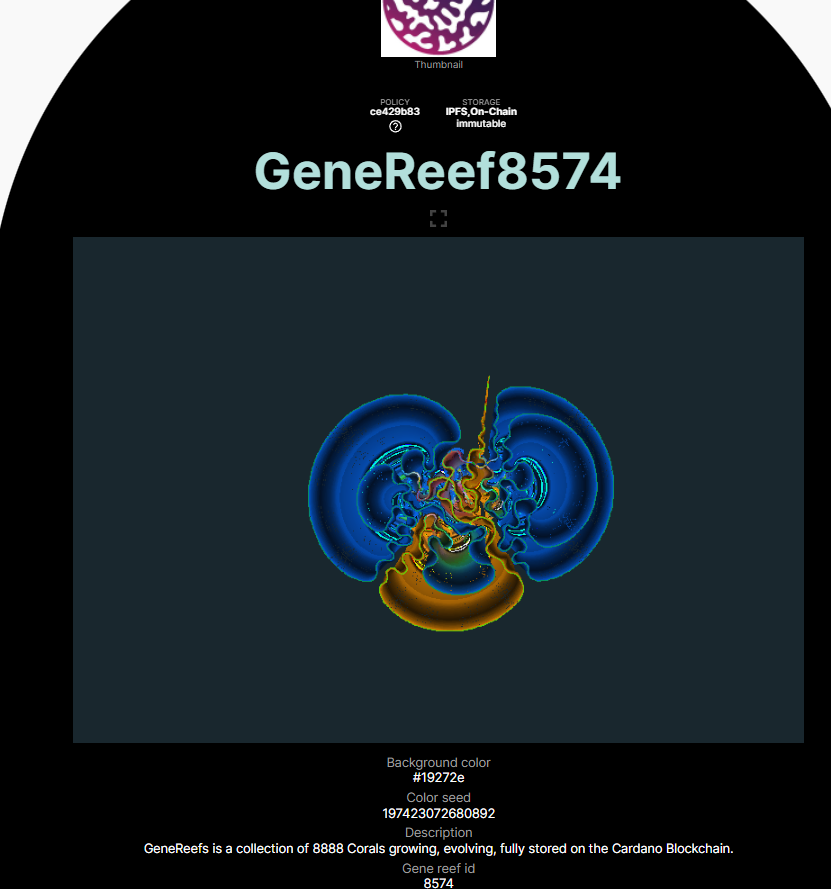 Thumbnail
POLICY
ce429b83
STORAGE
IPFS,On-Chain
immutable
GeneReef8574
Background color
#19272e
Color seed
197423072680892
Description
GeneReefs is a collection of 8888 Corals growing, evolving, fully stored on the Cardano Blockchain.
Gene reef id
8574